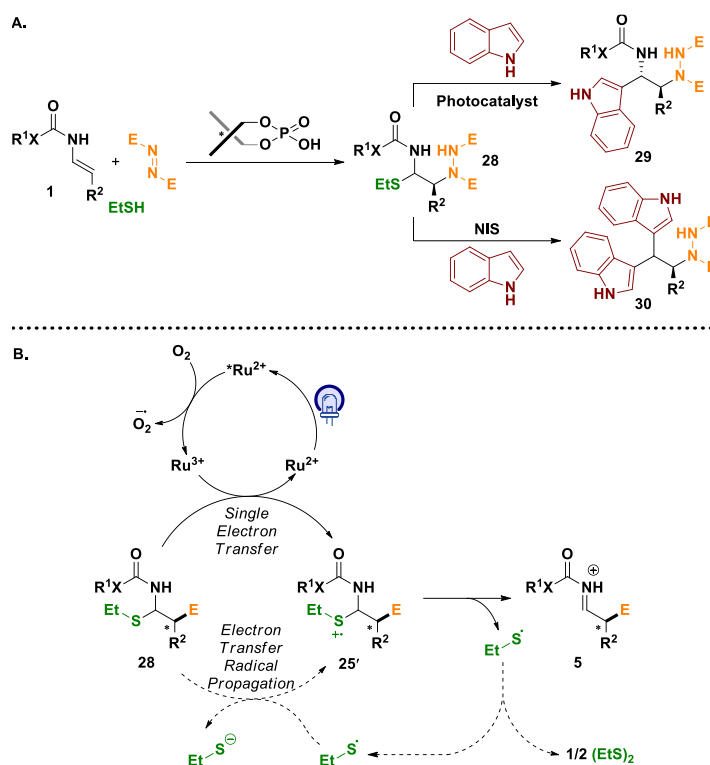 A.
O
R¹X
NH
R²
1
+
E
N
N
E
EtSH
*
O
P
O
O
OH
O
R¹X
NH
HN
E
N
E
EtS
R²
28
H
N
Photocatalyst
NIS
N
H
O
R¹X
NH
HN
E
N
E
HN
R²
29
NH
HN
E
N
E
N
H
R²
30
B.
O₂
*Ru²⁺
O₂⁻•
Ru³⁺
Ru²⁺
Single
Electron
Transfer
O
R¹X
NH
Et
S
E
*
R²
28
O
R¹X
NH
Et
S
+•
E
*
R²
25′
O
R¹X
NH
⊕
E
*
R²
5
Electron
Transfer
Radical
Propagation
Et
S•
Et
S⊖
Et
S•
1/2 (EtS)₂